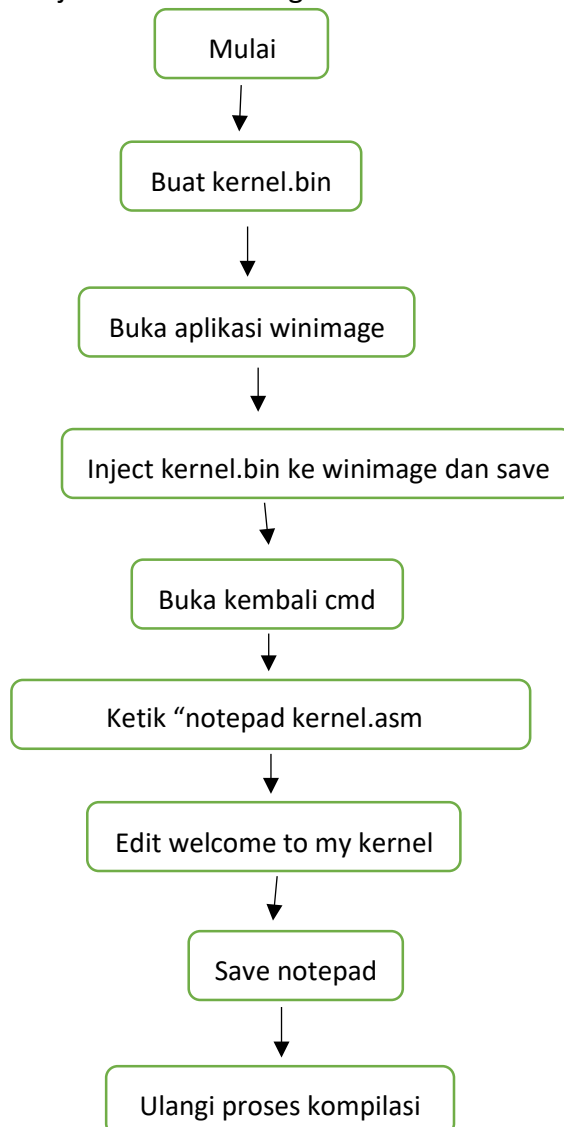 Mulai
Buat kernel.bin
Buka aplikasi winimage
Inject kernel.bin ke winimage dan save
Buka kembali cmd
Ketik “notepad kernel.asm
Edit welcome to my kernel
Save notepad
Ulangi proses kompilasi